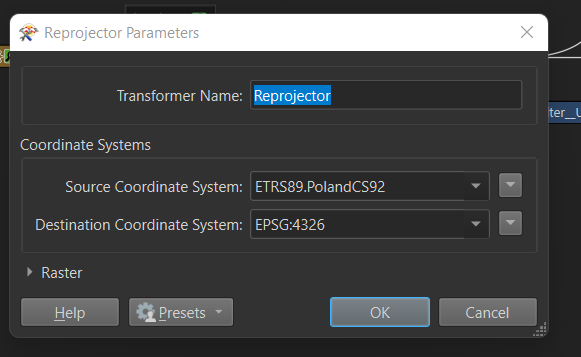 Reprojector Parameters
Transformer Name: Reprojector
Coordinate Systems
Source Coordinate System: ETRS89.PolandCS92
Destination Coordinate System: EPSG:4326
Raster
Help Presets OK Cancel